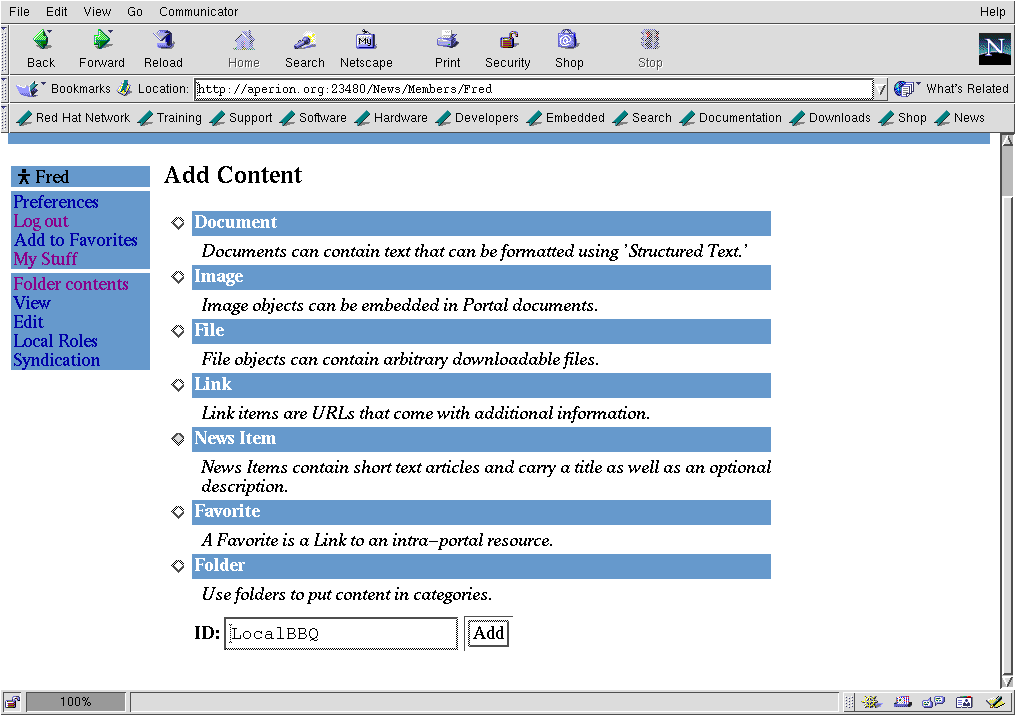 File Edit View Go Communicator Help
Back Forward Reload Home Search Netscape Print Security Shop Stop
My
N
Bookmarks Location: http://aperion.org:23480/News/Members/Fred What's Related
Red Hat Network Training Support Software Hardware Developers Embedded Search Documentation Downloads Shop News
Fred
Preferences
Log out
Add to Favorites
My Stuff
Folder contents
View
Edit
Local Roles
Syndication
Add Content
Document
Documents can contain text that can be formatted using 'Structured Text.'
Image
Image objects can be embedded in Portal documents.
File
File objects can contain arbitrary downloadable files.
Link
Link items are URLs that come with additional information.
News Item
News Items contain short text articles and carry a title as well as an optional
description.
Favorite
A Favorite is a Link to an intra-portal resource.
Folder
Use folders to put content in categories.
ID: LocalBBQ Add
100%